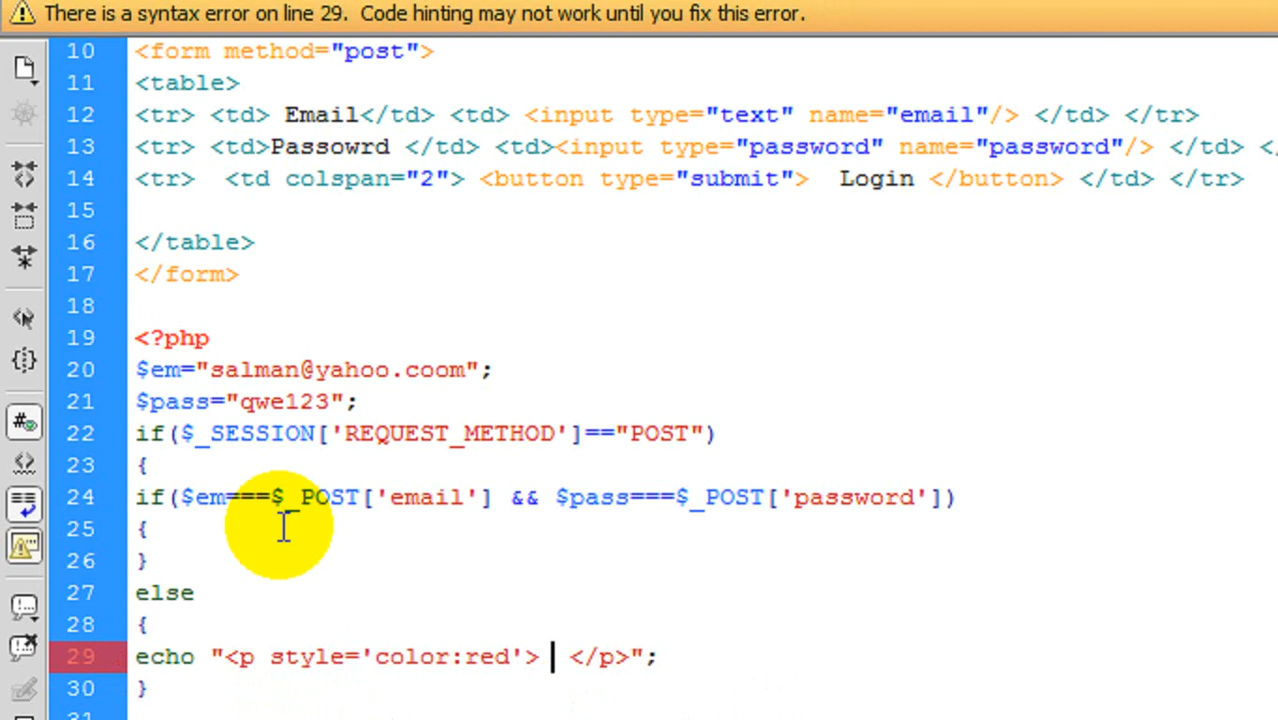 There is a syntax error on line 29. Code hinting may not work until you fix this error.
10 <form method="post">
11 <table>
12 <tr> <td> Email</td> <td> <input type="text" name="email"/> </td> </tr>
13 <tr> <td>Passowrd </td> <td><input type="password" name="password"/> </td> </
14 <tr>  <td colspan="2"> <button type="submit">  Login </button> </td> </tr>
15
16 </table>
17 </form>
18
19 <?php
20 $em="salman@yahoo.coom";
21 $pass="qwe123";
22 if($_SESSION['REQUEST_METHOD']=="POST")
23 {
24 if($em===$_POST['email'] && $pass===$_POST['password'])
25 {
26 }
27 else
28 {
29 echo "<p style='color:red'>  </p>";
30 }
31